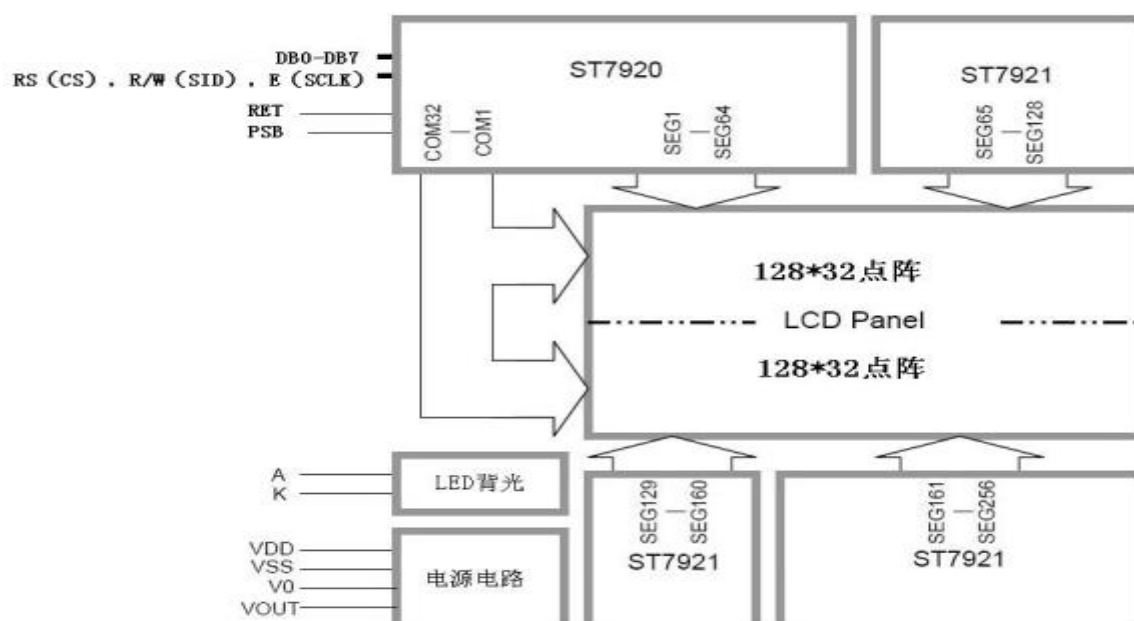 DB0-DB7
RS (CS) . R/W (SID) . E (SCLK)
RET
PSB
ST7920
COM32 — COM1
SEG1 — SEG64
ST7921
SEG65 — SEG128
128*32点阵
LCD Panel
128*32点阵
A
K
LED背光
VDD
VSS
V0
VOUT
电源电路
SEG129 — SEG160
ST7921
SEG161 — SEG256
ST7921